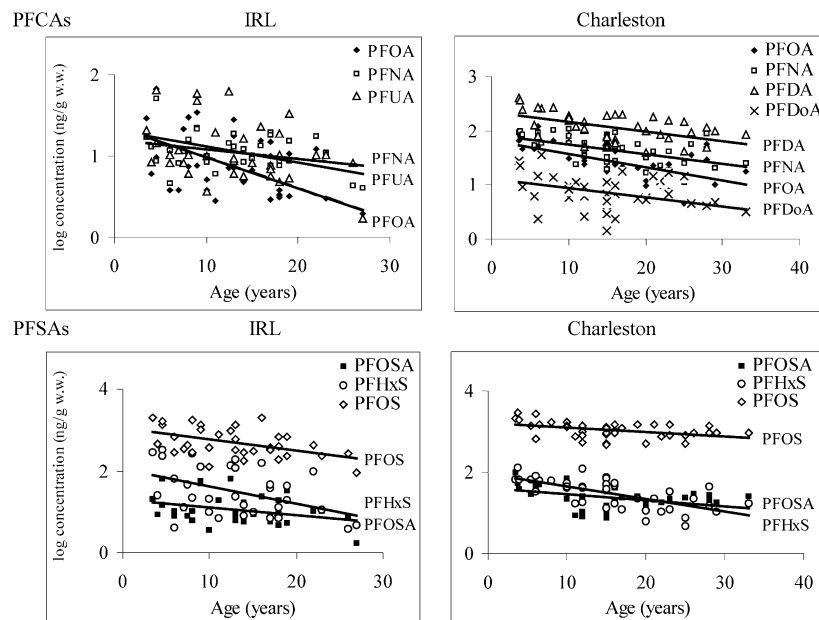 PFCAs
IRL
Charleston
PFOA
PFNA
PFUA
log concentration (ng/g w.w.)
2
1
0
PFNA
PFUA
PFOA
0 10 20 30
Age (years)
PFOA
PFNA
PFDA
PFDoA
3
2
1
0
PFDA
PFNA
PFOA
PFDoA
0 10 20 30 40
Age (years)
PFSAs
IRL
Charleston
PFOSA
PFHxS
PFOS
log concentration (ng/g w.w.)
4
2
0
PFOS
PFHxS
PFOSA
0 10 20 30
Age (years)
PFOSA
PFHxS
PFOS
4
2
0
PFOS
PFOSA
PFHxS
0 10 20 30 40
Age (years)